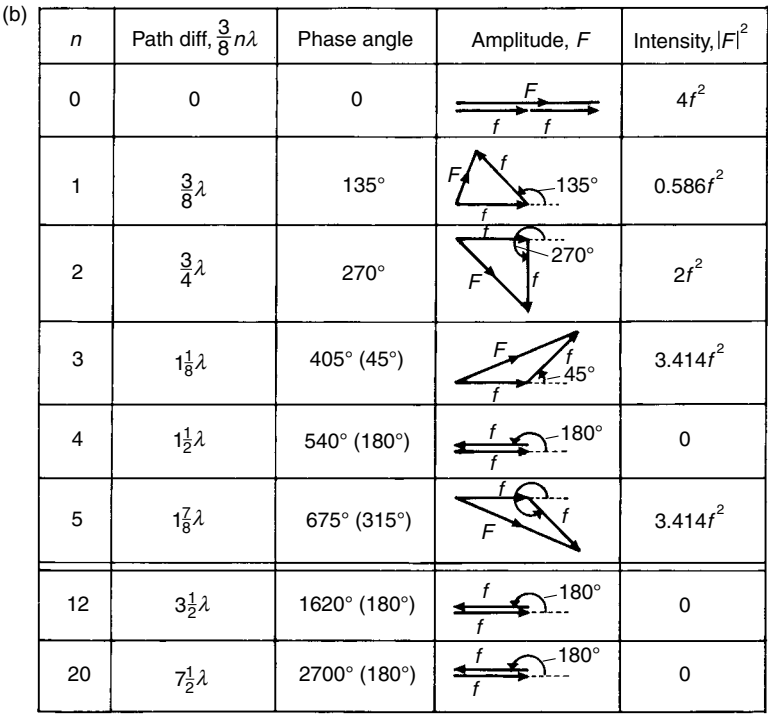 (b)
n Path diff, 3/8 nλ Phase angle Amplitude, F Intensity, |F|²
0 0 0 F f f 4f²
1 3/8 λ 135° F f 135° f 0.586f²
2 3/4 λ 270° f 270° F f 2f²
3 1 1/8 λ 405° (45°) F f 45° f 3.414f²
4 1 1/2 λ 540° (180°) f 180° f 0
5 1 7/8 λ 675° (315°) f f F 3.414f²
12 3 1/2 λ 1620° (180°) f 180° f 0
20 7 1/2 λ 2700° (180°) f 180° f 0